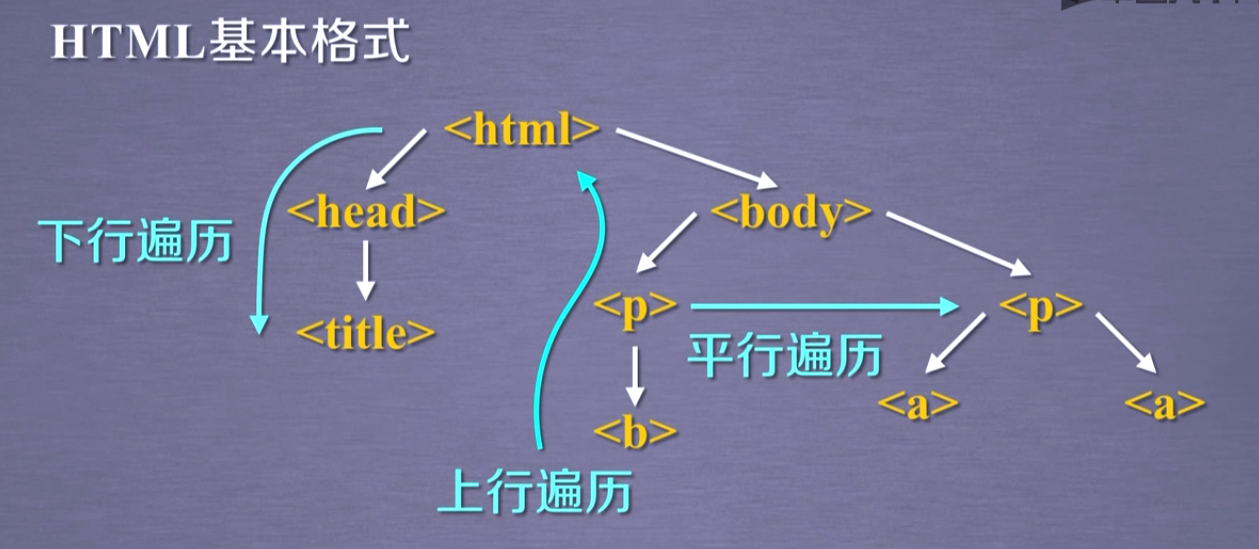 HTML基本格式
<html>
<head>
<body>
下行遍历
<title>
<p>
<p>
平行遍历
<b>
<a>
<a>
上行遍历